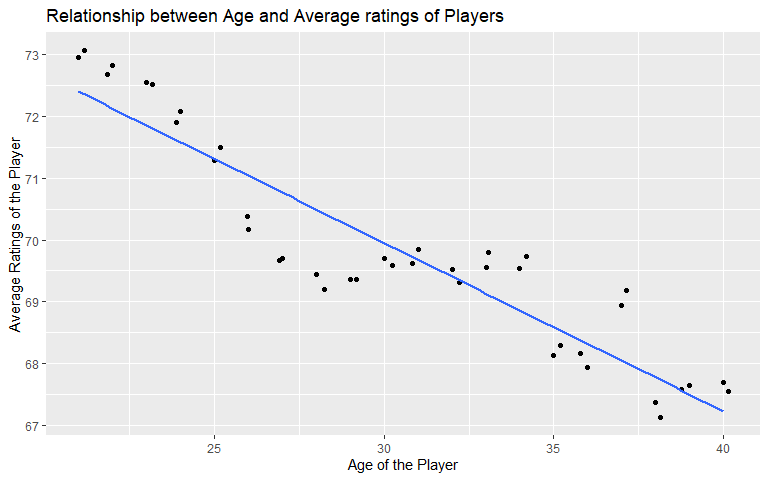 Relationship between Age and Average ratings of Players
Average Ratings of the Player
73
72
71
70
69
68
67
25 30 35 40
Age of the Player